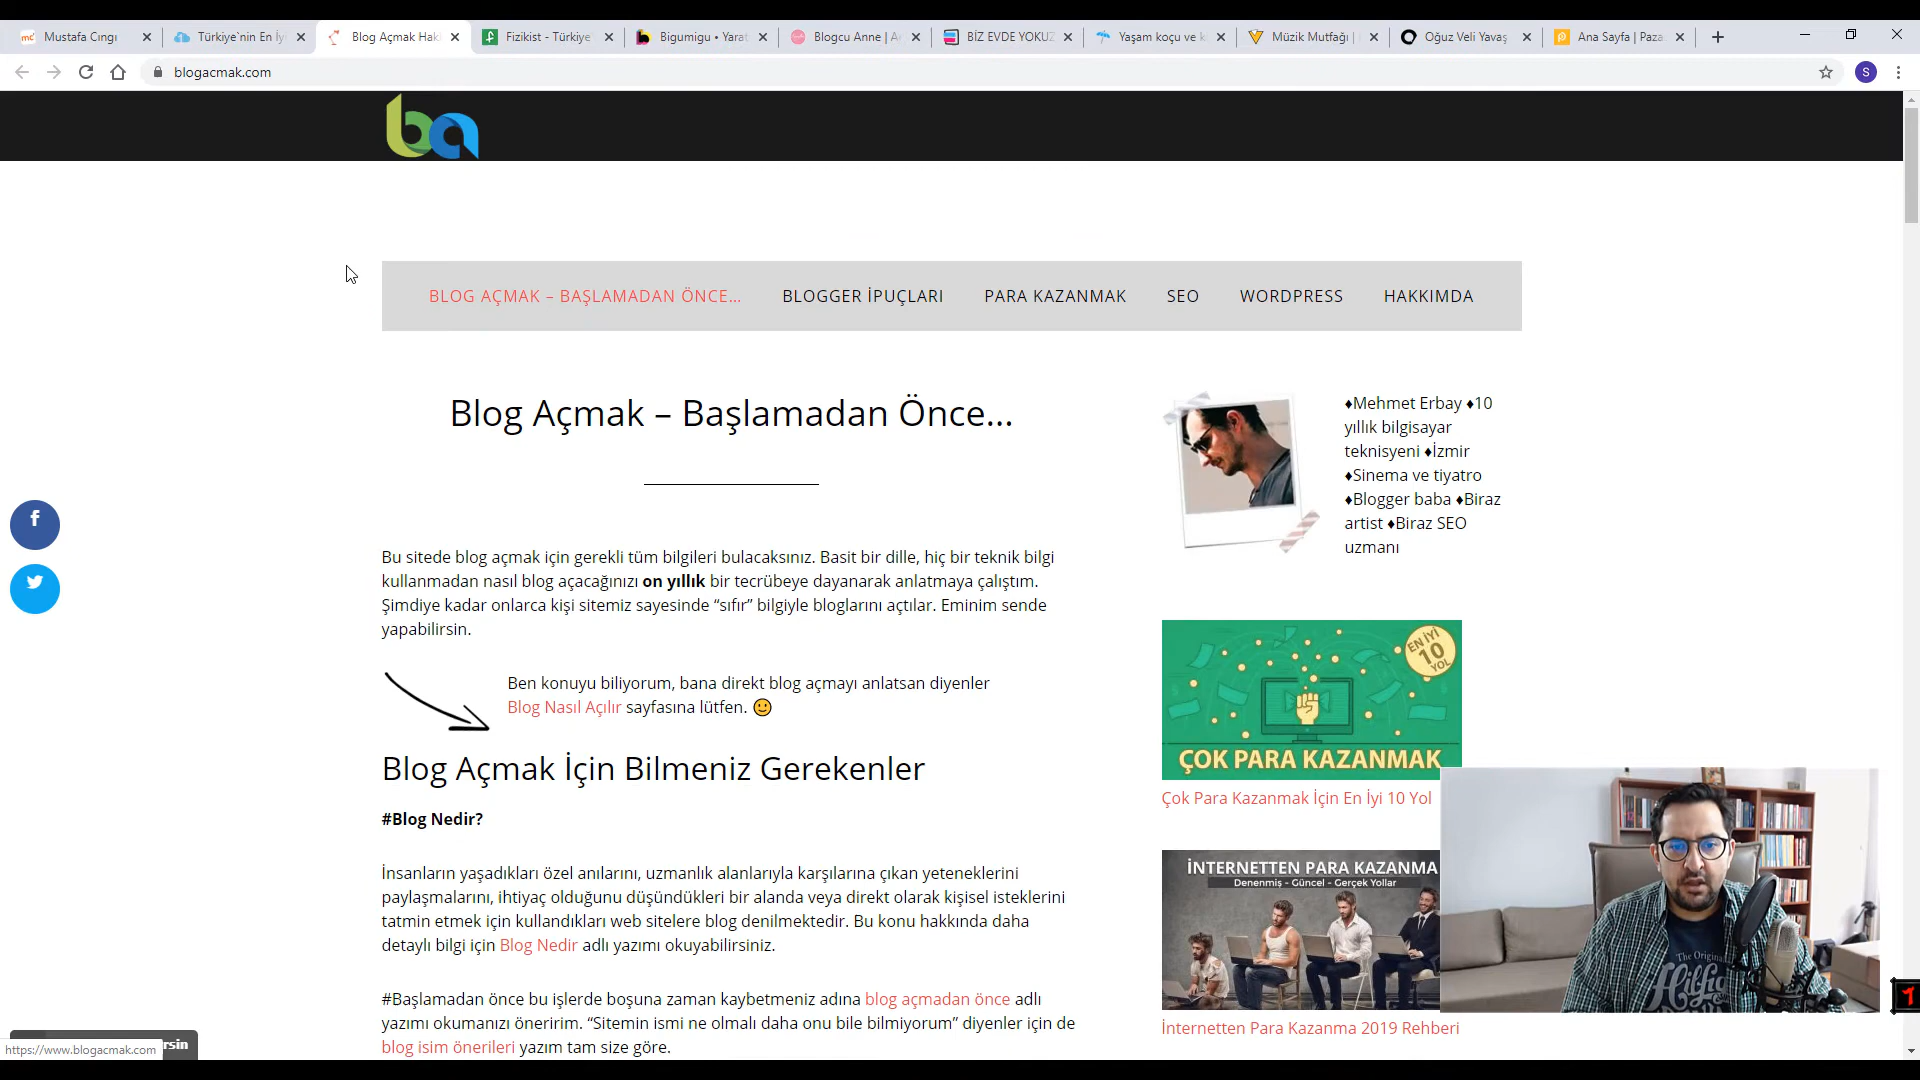 Mustafa Cıngı
Türkiye`nin En İy
Blog Açmak Hak
Fizikist - Türkiye
Bigumigu • Yarat
Blogcu Anne | A
BİZ EVDE YOKUZ
Yaşam koçu ve k
Müzik Mutfağı |
Oğuz Veli Yavaş
Ana Sayfa | Paza
blogacmak.com
S
ba
BLOG AÇMAK – BAŞLAMADAN ÖNCE…
BLOGGER İPUÇLARI
PARA KAZANMAK
SEO
WORDPRESS
HAKKIMDA
Blog Açmak – Başlamadan Önce…
Bu sitede blog açmak için gerekli tüm bilgileri bulacaksınız. Basit bir dille, hiç bir teknik bilgi
kullanmadan nasıl blog açacağınızı on yıllık bir tecrübeye dayanarak anlatmaya çalıştım.
Şimdiye kadar onlarca kişi sitemiz sayesinde “sıfır” bilgiyle bloglarını açtılar. Eminim sende
yapabilirsin.
Ben konuyu biliyorum, bana direkt blog açmayı anlatsan diyenler
Blog Nasıl Açılır sayfasına lütfen. 🙂
Blog Açmak İçin Bilmeniz Gerekenler
#Blog Nedir?
İnsanların yaşadıkları özel anılarını, uzmanlık alanlarıyla karşılarına çıkan yeteneklerini
paylaşmalarını, ihtiyaç olduğunu düşündükleri bir alanda veya direkt olarak kişisel isteklerini
tatmin etmek için kullandıkları web sitelere blog denilmektedir. Bu konu hakkında daha
detaylı bilgi için Blog Nedir adlı yazımı okuyabilirsiniz.
#Başlamadan önce bu işlerde boşuna zaman kaybetmeniz adına blog açmadan önce adlı
yazımı okumanızı öneririm. “Sitemin ismi ne olmalı daha onu bile bilmiyorum” diyenler için de
blog isim önerileri yazım tam size göre.
♦Mehmet Erbay ♦10
yıllık bilgisayar
teknisyeni ♦İzmir
♦Sinema ve tiyatro
♦Blogger baba ♦Biraz
artist ♦Biraz SEO
uzmanı
EN İYİ
10
YOL
ÇOK PARA KAZANMAK
Çok Para Kazanmak İçin En İyi 10 Yol
İNTERNETTEN PARA KAZANMA
Denenmiş - Güncel - Gerçek Yollar
İnternetten Para Kazanma 2019 Rehberi
The Original
Hilfig
https://www.blogacmak.com
rsin